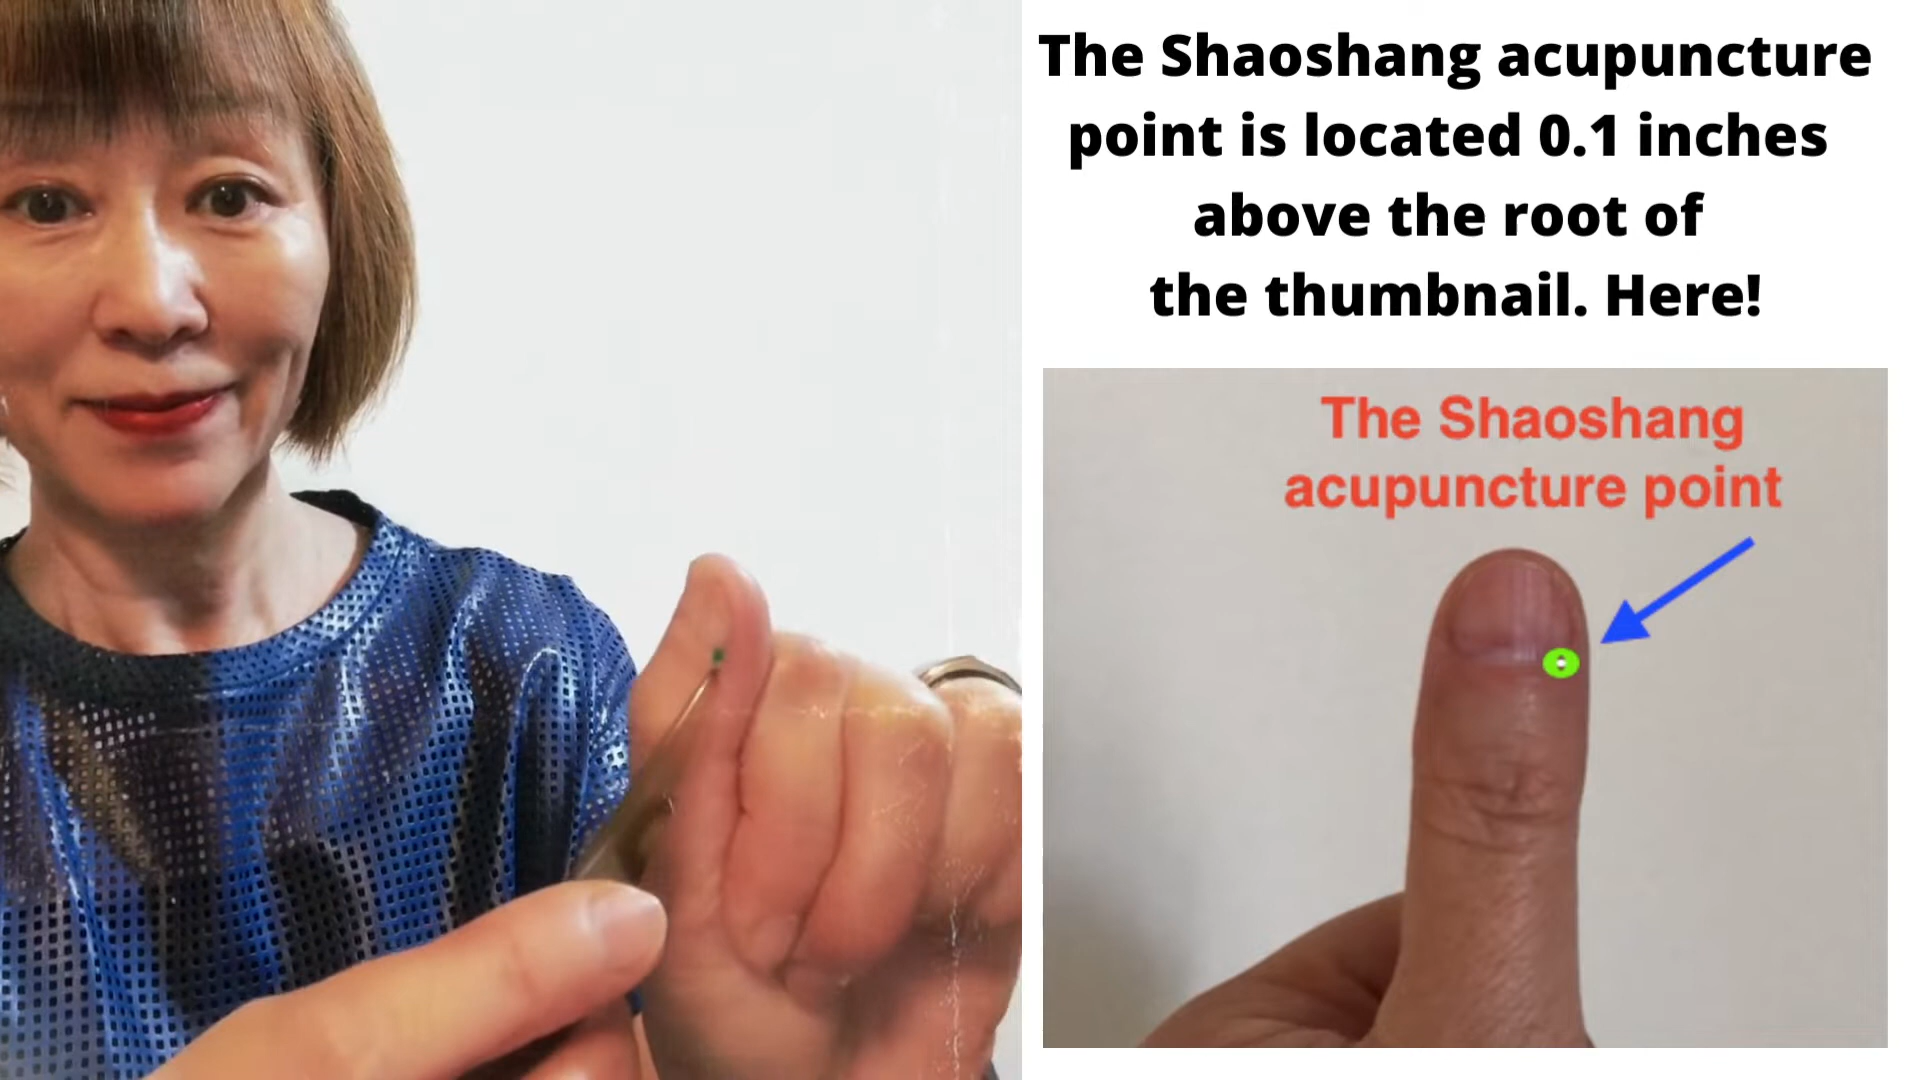 The Shaoshang acupuncture
point is located 0.1 inches
above the root of
the thumbnail. Here!
The Shaoshang
acupuncture point